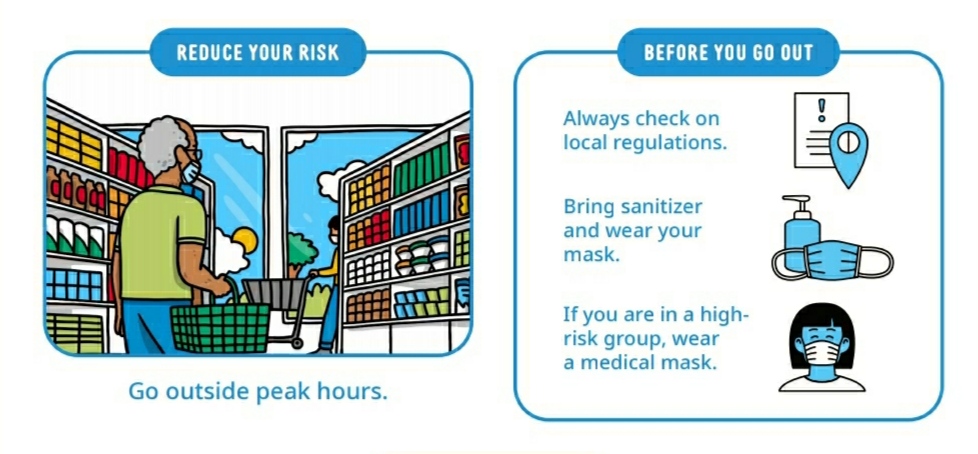 REDUCE YOUR RISK
Go outside peak hours.
BEFORE YOU GO OUT
Always check on
local regulations.
Bring sanitizer
and wear your
mask.
If you are in a high-
risk group, wear
a medical mask.